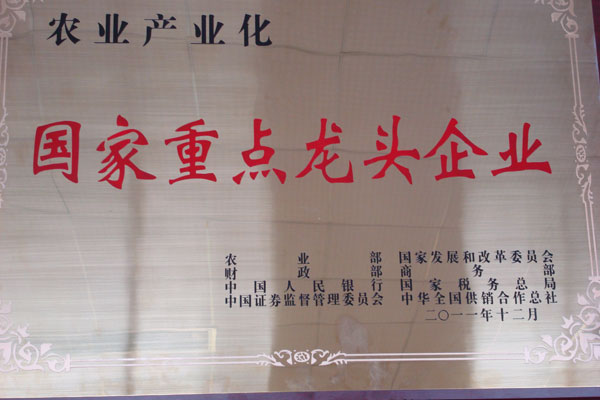 农业产业化
国家重点龙头企业
农业部 国家发展和改革委员会
财政部 商务部
中国人民银行 国家税务总局
中国证券监督管理委员会 中华全国供销合作总社
二〇一一年十二月